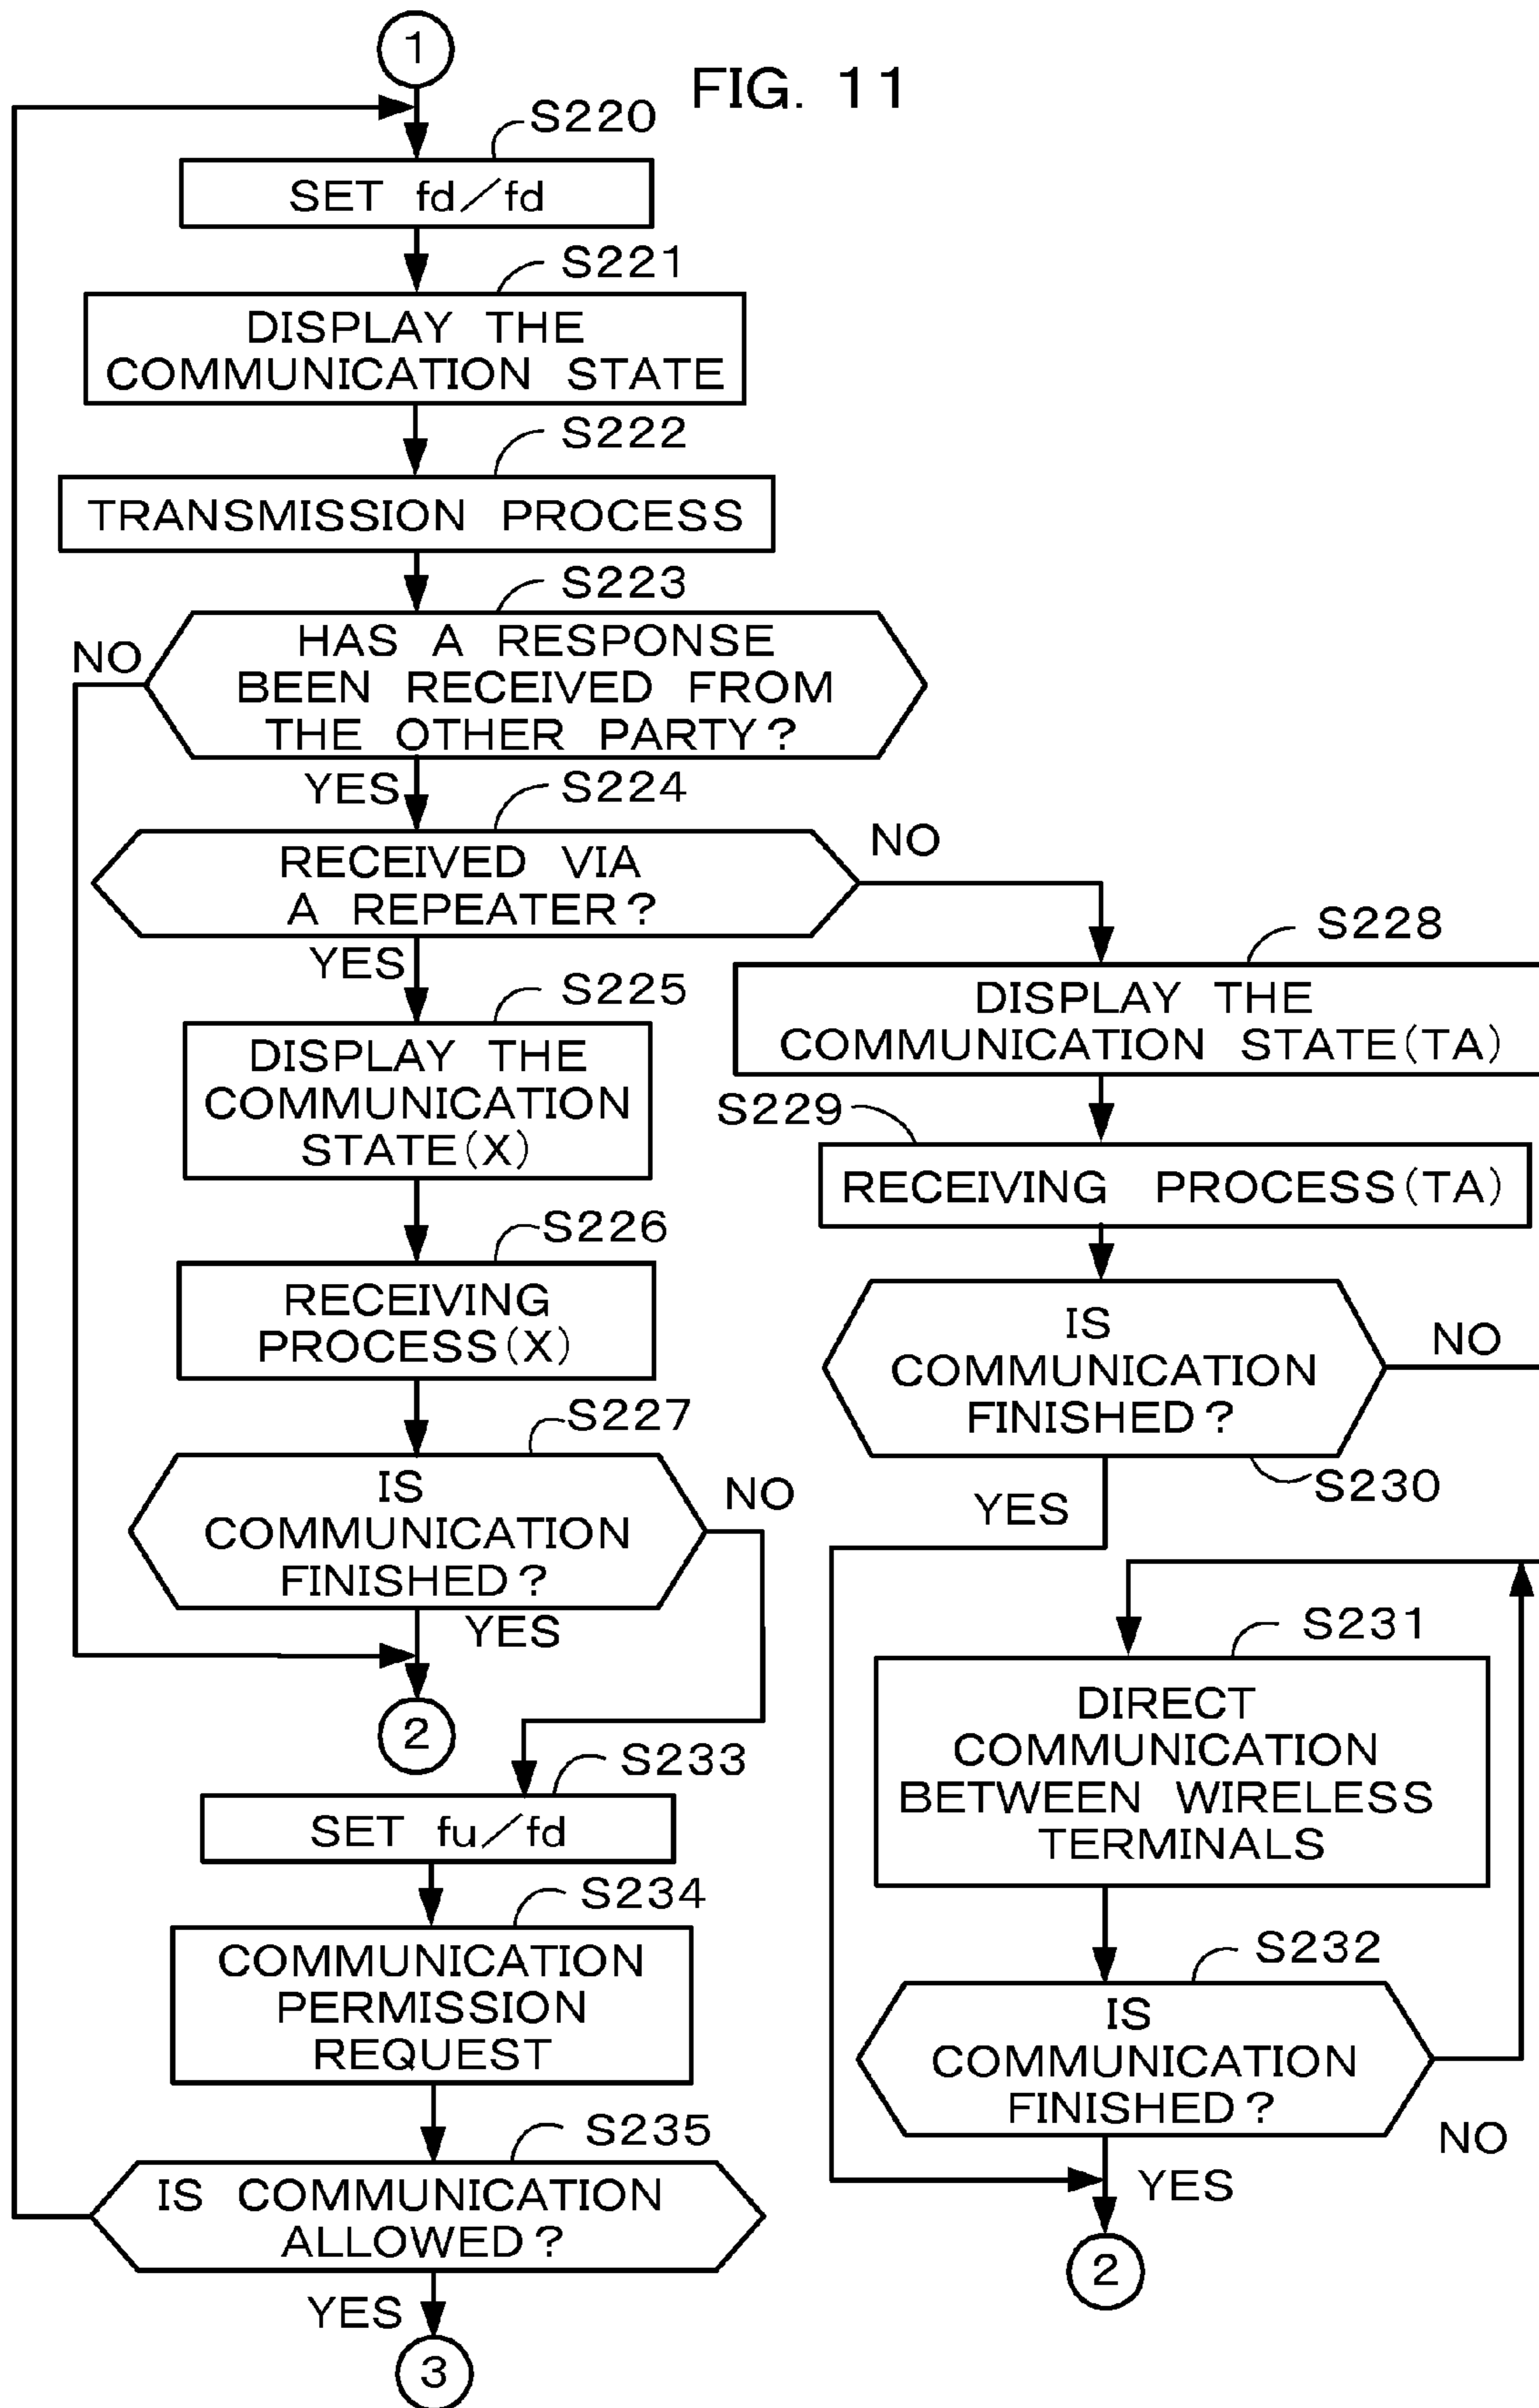 1
FIG. 11
S220
SET fd/fd
S221
DISPLAY THE
COMMUNICATION STATE
S222
TRANSMISSION PROCESS
S223
HAS A RESPONSE
BEEN RECEIVED FROM
THE OTHER PARTY?
NO
YES
S224
RECEIVED VIA
A REPEATER?
NO
YES
S225
DISPLAY THE
COMMUNICATION
STATE(X)
S226
RECEIVING
PROCESS(X)
S227
IS
COMMUNICATION
FINISHED?
NO
YES
2
S228
DISPLAY THE
COMMUNICATION STATE(TA)
S229
RECEIVING PROCESS(TA)
IS
COMMUNICATION
FINISHED?
NO
S230
YES
S231
DIRECT
COMMUNICATION
BETWEEN WIRELESS
TERMINALS
S232
IS
COMMUNICATION
FINISHED?
NO
YES
2
S233
SET fu/fd
S234
COMMUNICATION
PERMISSION
REQUEST
S235
IS COMMUNICATION
ALLOWED?
YES
3